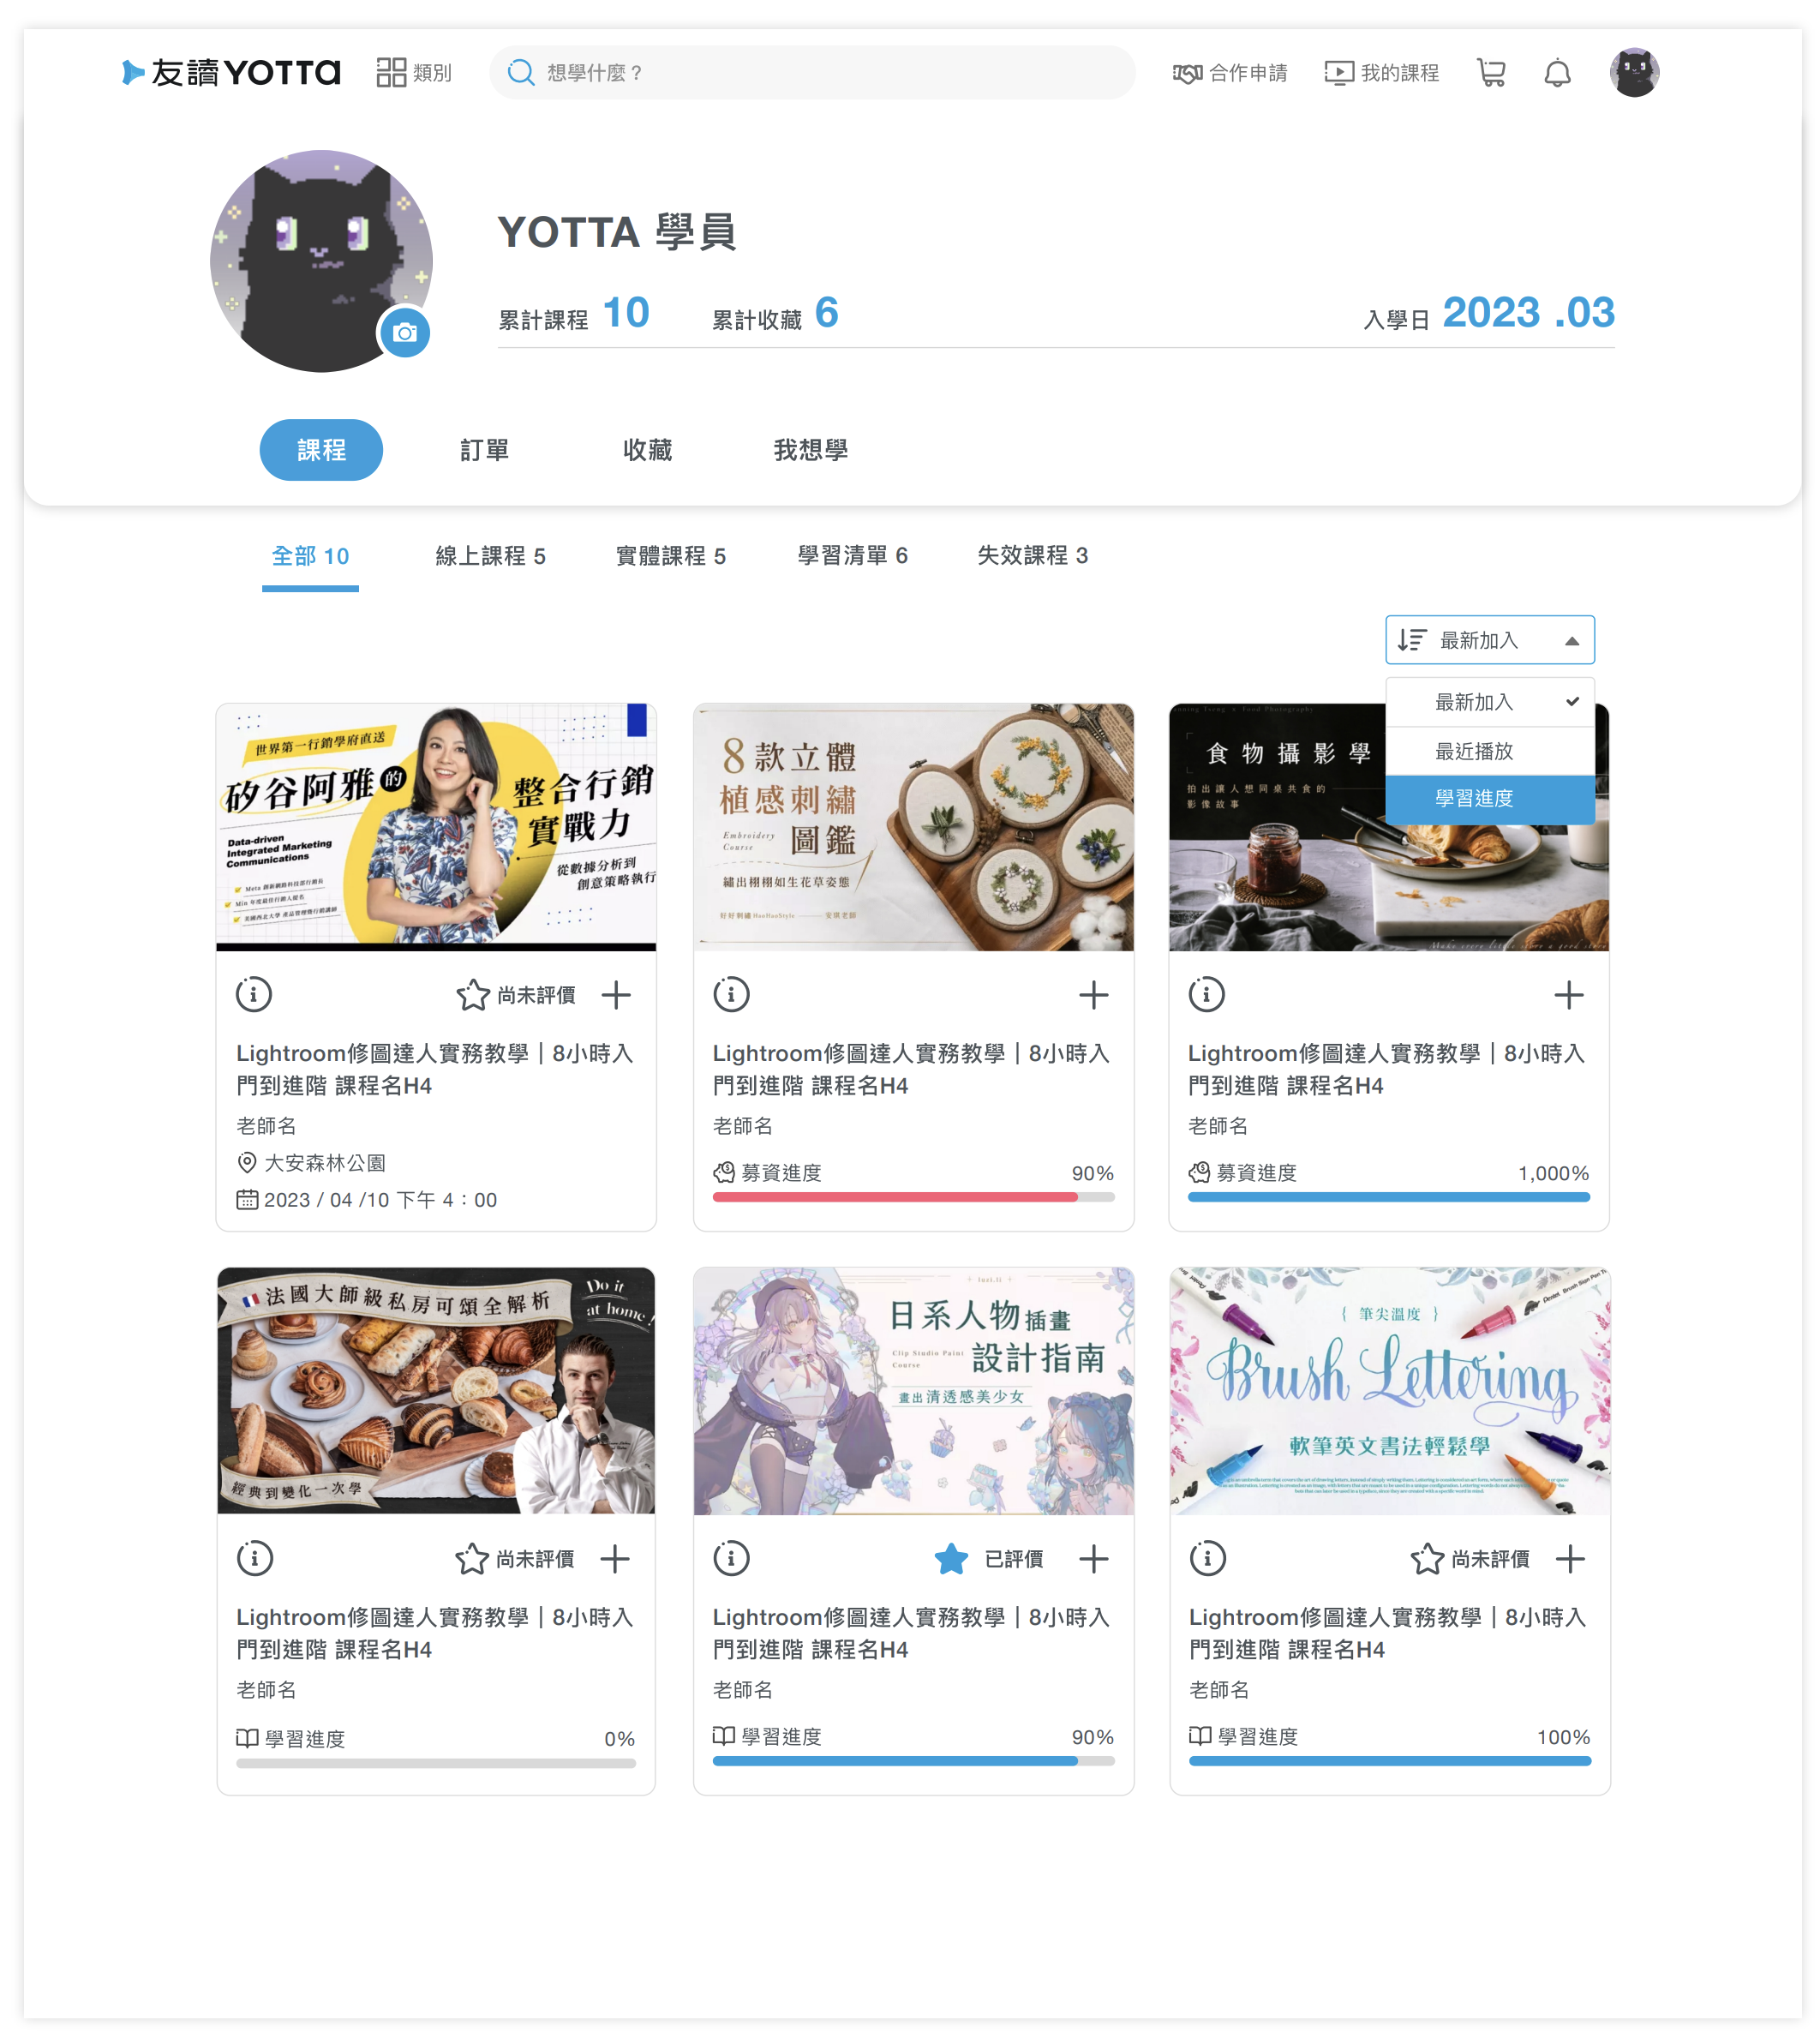 友讀 YOTTA
類別
想學什麼？
合作申請
我的課程
YOTTA 學員
累計課程 10
累計收藏 6
入學日 2023 .03
課程
訂單
收藏
我想學
全部 10
線上課程 5
實體課程 5
學習清單 6
失效課程 3
最新加入
最新加入
最近播放
學習進度
世界第一行銷學府直送
矽谷阿雅的
整合行銷
實戰力
Data-driven
Integrated Marketing
Communications
從數據分析到
創意策略執行
尚未評價
Lightroom修圖達人實務教學｜8小時入
門到進階 課程名H4
老師名
大安森林公園
2023 / 04 /10 下午 4：00
8款立體
植感刺繡
圖鑑
Embroidery
Course
繡出栩栩如生花草姿態
Lightroom修圖達人實務教學｜8小時入
門到進階 課程名H4
老師名
募資進度
90%
食物攝影學
拍出讓人想同桌共食的
影像故事
Lightroom修圖達人實務教學｜8小時入
門到進階 課程名H4
老師名
募資進度
1,000%
法國大師級私房可頌全解析
Do it
at home !
經典到變化一次學
尚未評價
Lightroom修圖達人實務教學｜8小時入
門到進階 課程名H4
老師名
學習進度
0%
luri.li
日系人物插畫
Clip Studio Paint
Course
設計指南
畫出清透感美少女
已評價
Lightroom修圖達人實務教學｜8小時入
門到進階 課程名H4
老師名
學習進度
90%
{ 筆尖溫度 }
Brush Lettering
軟筆英文書法輕鬆學
尚未評價
Lightroom修圖達人實務教學｜8小時入
門到進階 課程名H4
老師名
學習進度
100%